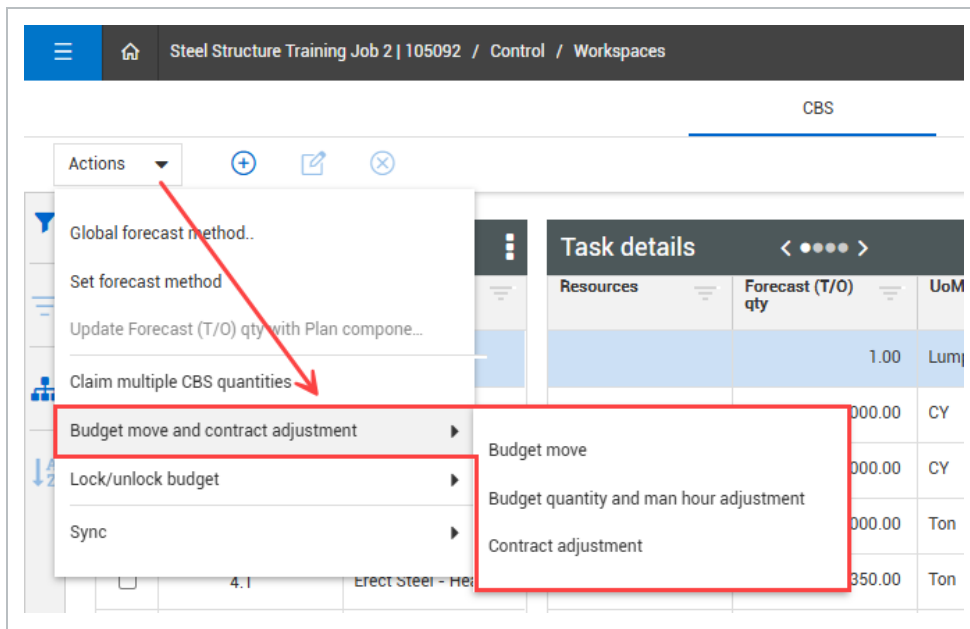 Steel Structure Training Job 2 | 105092 / Control / Workspaces
CBS
Actions
Global forecast method..
Set forecast method
Update Forecast (T/O) qty with Plan compone...
Claim multiple CBS quantities
Budget move and contract adjustment
Lock/unlock budget
Sync
Budget move
Budget quantity and man hour adjustment
Contract adjustment
Task details
Resources
Forecast (T/O)
qty
UoM
1.00 Lump
000.00 CY
000.00 CY
000.00 Ton
4.1 Erect Steel - Hea 350.00 Ton